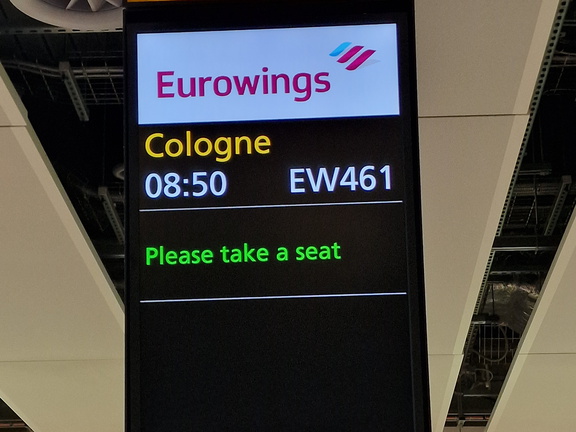 Eurowings
Cologne
08:50 EW461
Please take a seat